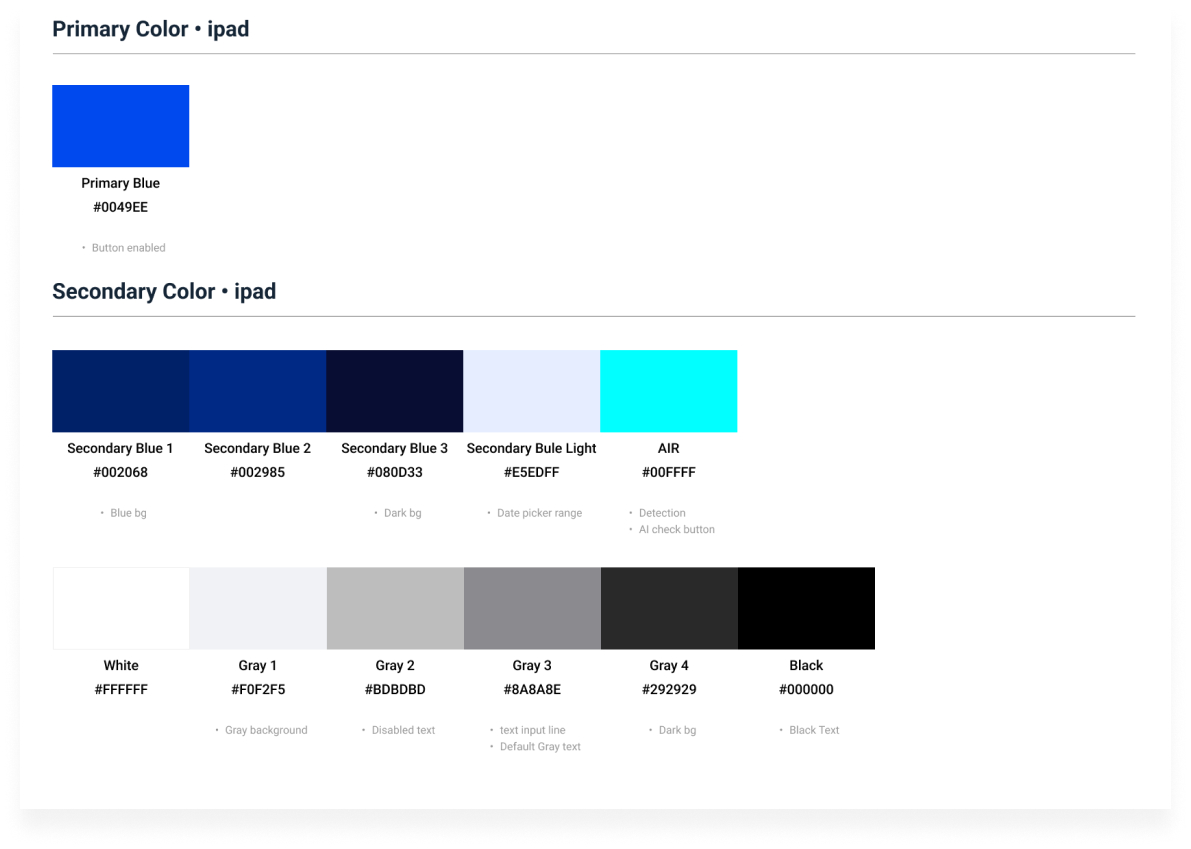 Primary Color • ipad
Primary Blue
#0049EE
• Button enabled
Secondary Color • ipad
Secondary Blue 1
#002068
• Blue bg
Secondary Blue 2
#002985
Secondary Blue 3
#080D33
• Dark bg
Secondary Bule Light
#E5EDFF
• Date picker range
AIR
#00FFFF
• Detection
• AI check button
White
#FFFFFF
Gray 1
#F0F2F5
• Gray background
Gray 2
#BDBDBD
• Disabled text
Gray 3
#8A8A8E
• text input line
• Default Gray text
Gray 4
#292929
• Dark bg
Black
#000000
• Black Text